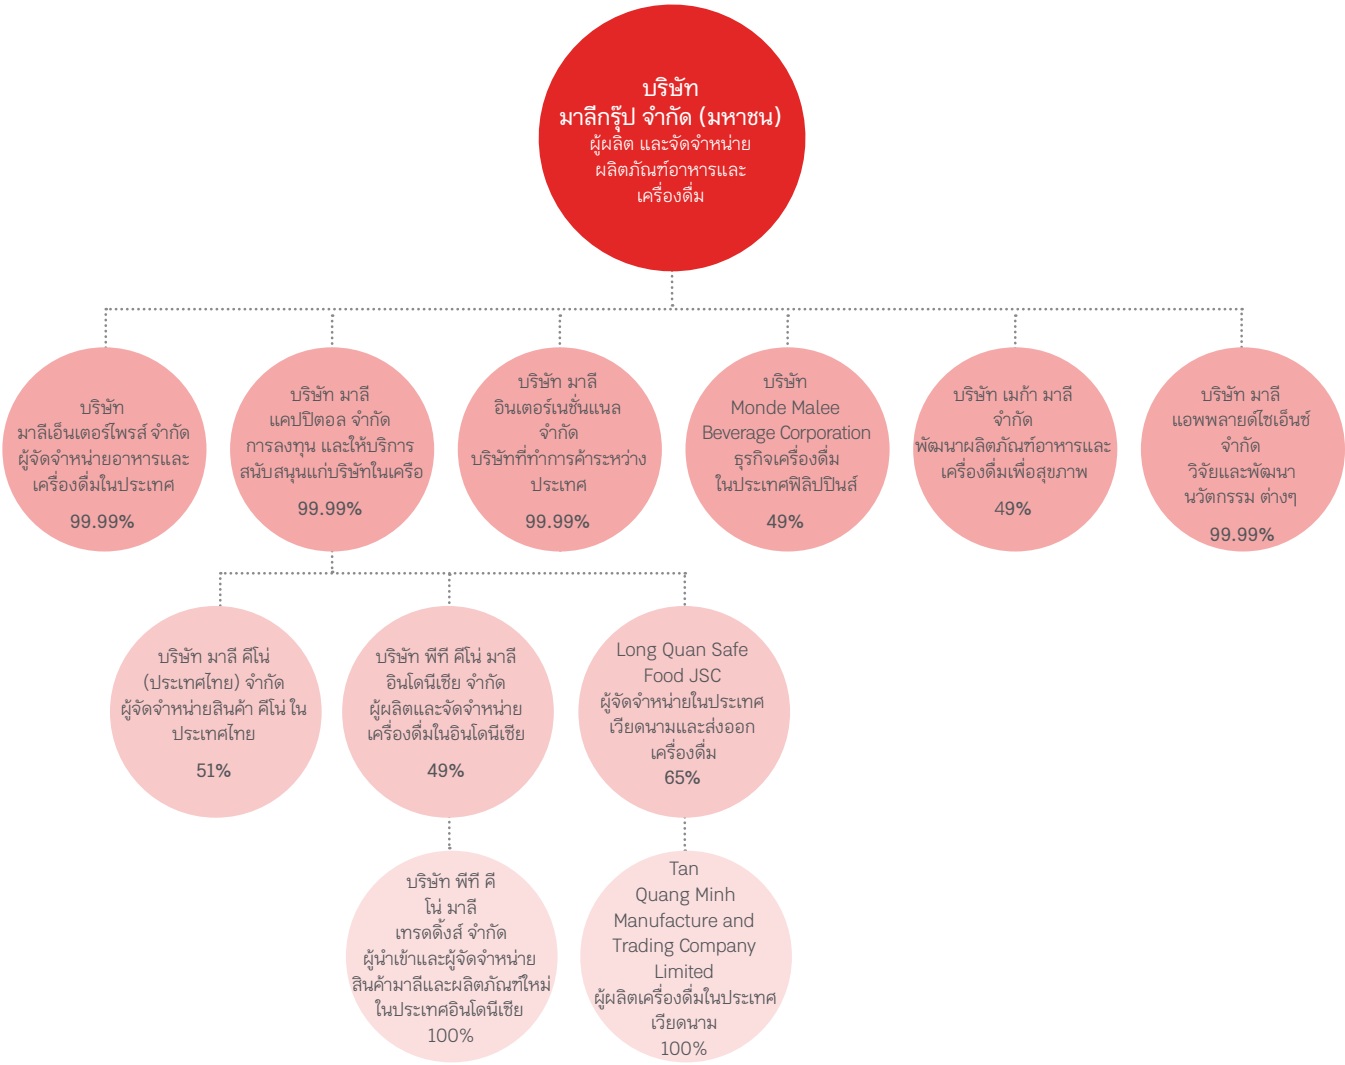 บริษัท
มาลีกรุ๊ป จำกัด (มหาชน)
ผู้ผลิต และจัดจำหน่าย
ผลิตภัณฑ์อาหารและ
เครื่องดื่ม
บริษัท
มาลีเอ็นเตอร์ไพรส์ จำกัด
ผู้จัดจำหน่ายอาหารและ
เครื่องดื่มในประเทศ
99.99%
บริษัท มาลี
แคปปิตอล จำกัด
การลงทุน และให้บริการ
สนับสนุนแก่บริษัทในเครือ
99.99%
บริษัท มาลี
อินเตอร์เนชั่นแนล
จำกัด
บริษัทที่ทำการค้าระหว่าง
ประเทศ
99.99%
บริษัท
Monde Malee
Beverage Corporation
ธุรกิจเครื่องดื่ม
ในประเทศฟิลิปปินส์
49%
บริษัท เมก้า มาลี
จำกัด
พัฒนาผลิตภัณฑ์อาหารและ
เครื่องดื่มเพื่อสุขภาพ
49%
บริษัท มาลี
แอพพลายด์ไซเอ็นซ์
จำกัด
วิจัยและพัฒนา
นวัตกรรม ต่างๆ
99.99%
บริษัท มาลี คีโน่
(ประเทศไทย) จำกัด
ผู้จัดจำหน่ายสินค้า คีโน่ ใน
ประเทศไทย
51%
บริษัท พีที คีโน่ มาลี
อินโดนีเซีย จำกัด
ผู้ผลิตและจัดจำหน่าย
เครื่องดื่มในอินโดนีเซีย
49%
Long Quan Safe
Food JSC
ผู้จัดจำหน่ายในประเทศ
เวียดนามและส่งออก
เครื่องดื่ม
65%
บริษัท พีที คี
โน่ มาลี
เทรดดิ้งส์ จำกัด
ผู้นำเข้าและผู้จัดจำหน่าย
สินค้ามาลีและผลิตภัณฑ์ใหม่
ในประเทศอินโดนีเซีย
100%
Tan
Quang Minh
Manufacture and
Trading Company
Limited
ผู้ผลิตเครื่องดื่มในประเทศ
เวียดนาม
100%